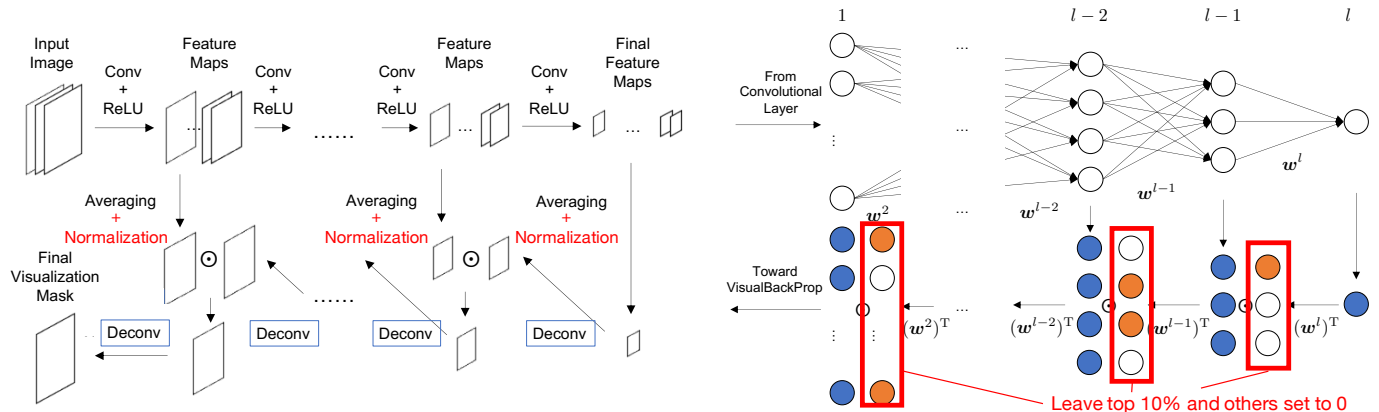 Input
Image
Conv
+
ReLU
Feature
Maps
...
Conv
+
ReLU
......
Conv
+
ReLU
Feature
Maps
...
Conv
+
ReLU
Final
Feature
Maps
...
Averaging
+
Normalization
⊙
Averaging
+
Normalization
⊙
Averaging
+
Normalization
......
Final
Visualization
Mask
Deconv
Deconv
Deconv
Deconv
1
...
l − 2
l − 1
l
From
Convolutional
Layer
⋮
...
...
w^2
w^{l−2}
w^{l−1}
w^l
Toward
VisualBackProp
⊙
⋮
⋮
(w^2)^T
...
(w^{l−2})^T
⊙
(w^{l−1})^T
⊙
(w^l)^T
Leave top 10% and others set to 0